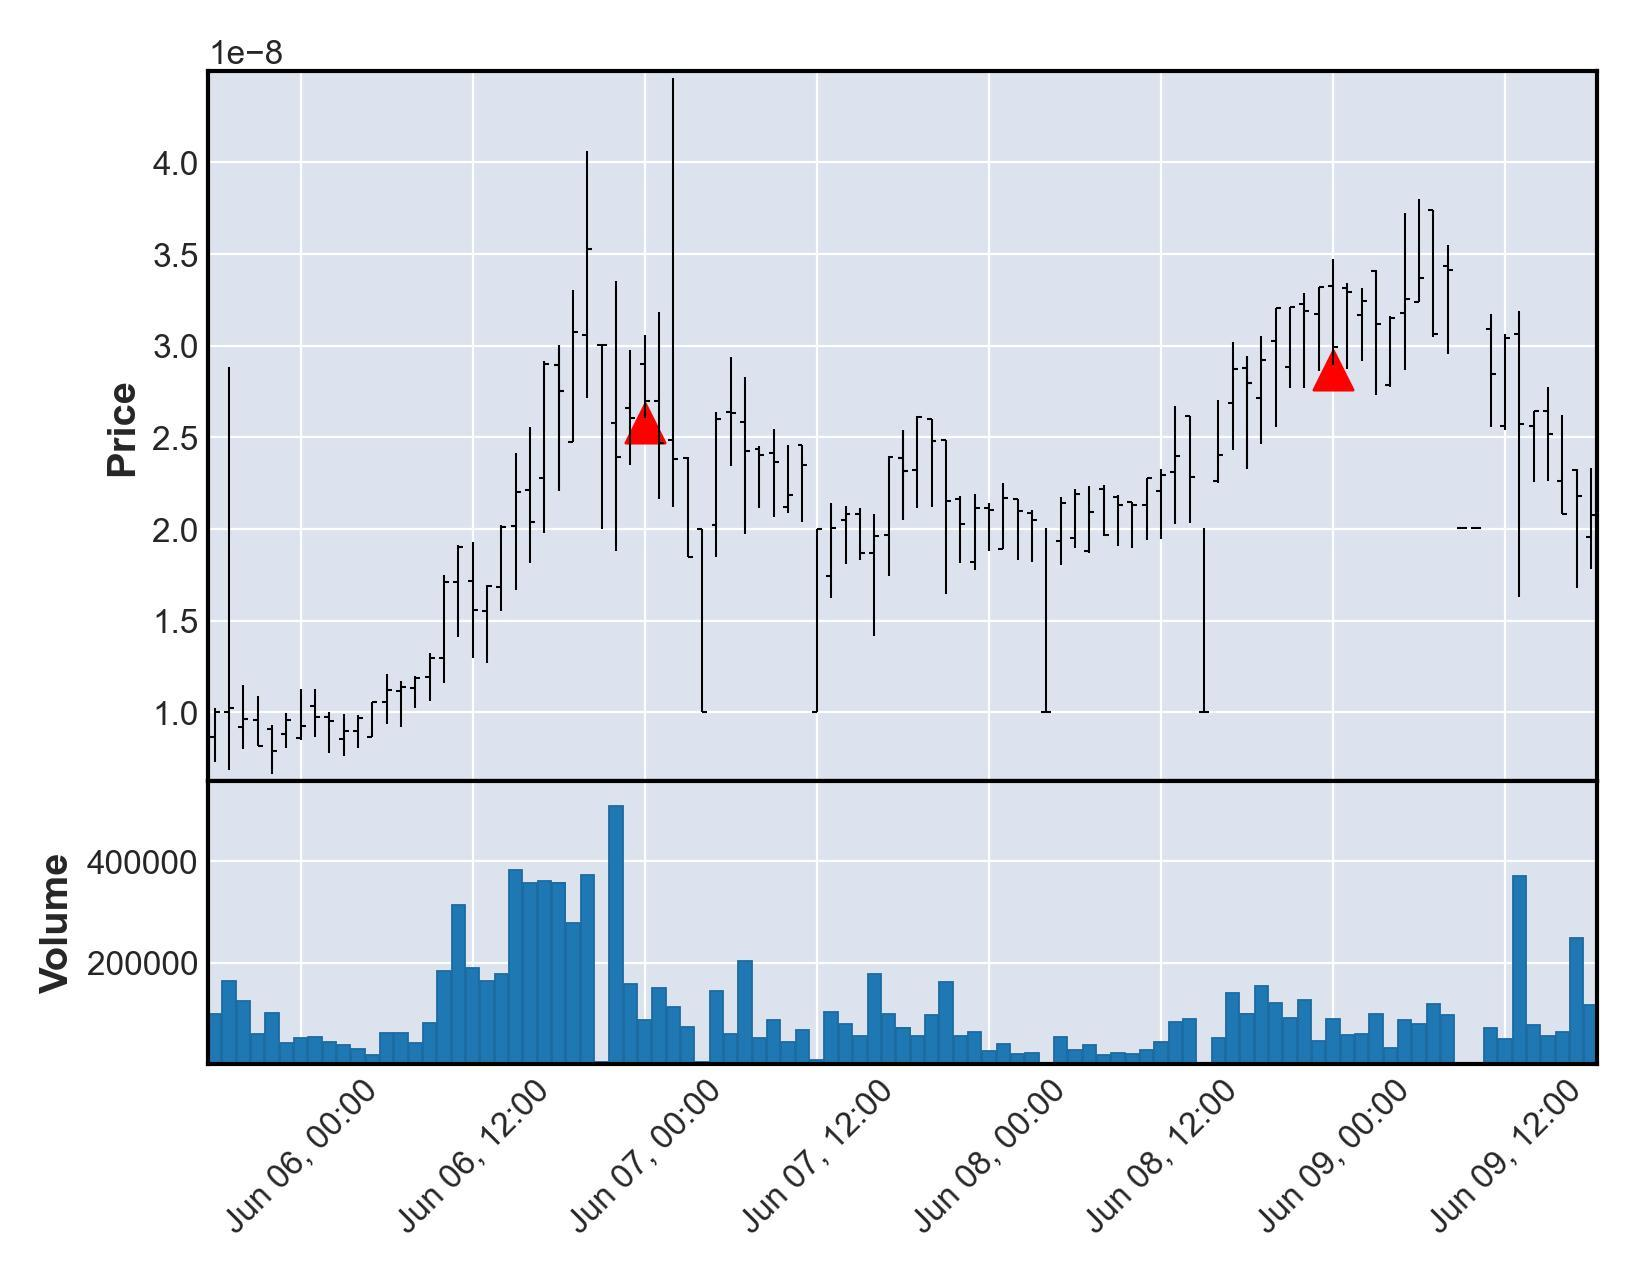 1e−8
4.0
3.5
3.0
2.5
2.0
1.5
1.0
Price
400000
200000
Volume
Jun 06, 00:00
Jun 06, 12:00
Jun 07, 00:00
Jun 07, 12:00
Jun 08, 00:00
Jun 08, 12:00
Jun 09, 00:00
Jun 09, 12:00